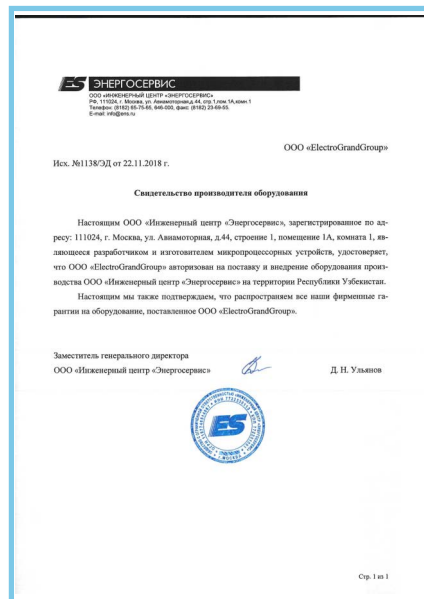 ES ЭНЕРГОСЕРВИС
ООО «ИНЖЕНЕРНЫЙ ЦЕНТР «ЭНЕРГОСЕРВИС»
РФ, 111024, г. Москва, ул. Авиамоторная,д.44, стр.1,пом.1А,комн.1
Телефон: (8182) 65-75-65, 646-000, факс: (8182) 23-69-55
E-mail: info@ens.ru
ООО «ElectroGrandGroup»
Исх. №1138/ЭД от 22.11.2018 г.
Свидетельство производителя оборудования
Настоящим ООО «Инженерный центр «Энергосервис», зарегистрированное по ад-
ресу: 111024, г. Москва, ул. Авиамоторная, д.44, строение 1, помещение 1А, комната 1, яв-
ляющееся разработчиком и изготовителем микропроцессорных устройств, удостоверяет,
что ООО «ElectroGrandGroup» авторизован на поставку и внедрение оборудования произ-
водства ООО «Инженерный центр «Энергосервис» на территории Республики Узбекистан.
Настоящим мы также подтверждаем, что распространяем все наши фирменные га-
рантии на оборудование, поставленное ООО «ElectroGrandGroup».
Заместитель генерального директора
ООО «Инженерный центр «Энергосервис»
Д. Н. Ульянов
ES
МОСКВА
Стр. 1 из 1